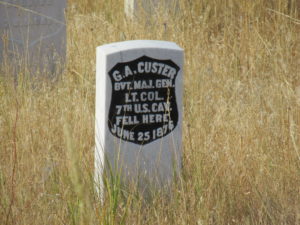 G.A. CUSTER
BVT. MAJ. GEN.
LT. COL.
7TH U.S. CAV.
FELL HERE
JUNE 25 1876